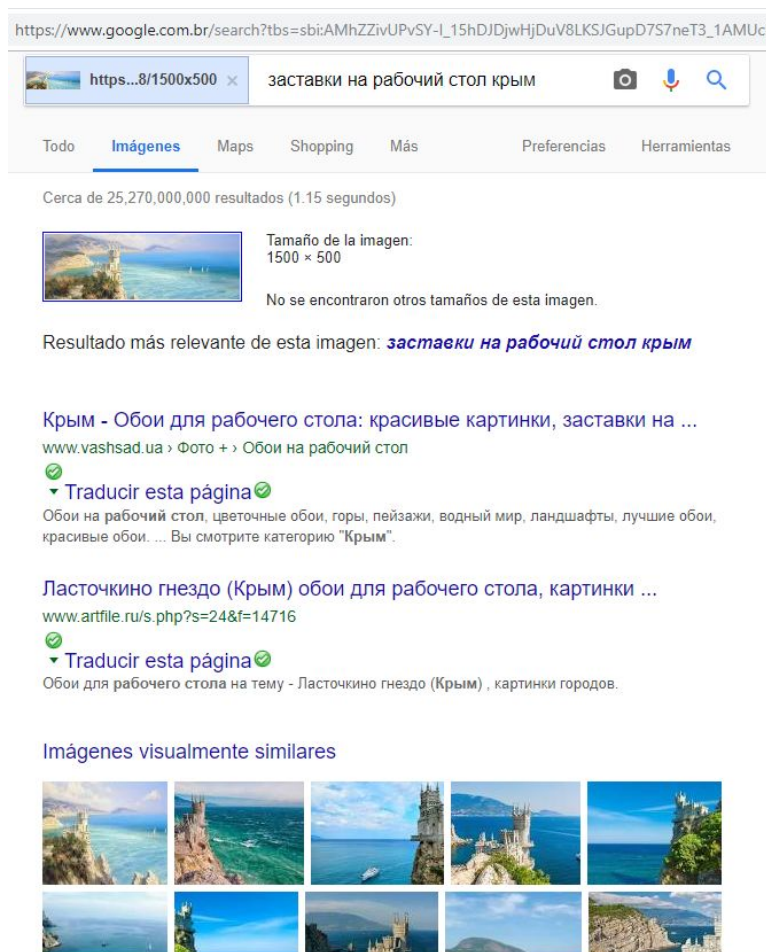 https://www.google.com.br/search?tbs=sbi:AMhZZivUPvSY-I_15hDJDjwHjDuV8LKSJGupD7S7neT3_1AMUc
https...8/1500x500 × заставки на рабочий стол крым
Todo Imágenes Maps Shopping Más Preferencias Herramientas
Cerca de 25,270,000,000 resultados (1.15 segundos)
Tamaño de la imagen:
1500 × 500
No se encontraron otros tamaños de esta imagen.
Resultado más relevante de esta imagen: заставки на рабочий стол крым
Крым - Обои для рабочего стола: красивые картинки, заставки на ...
www.vashsad.ua › Фото + › Обои на рабочий стол
Traducir esta página
Обои на рабочий стол, цветочные обои, горы, пейзажи, водный мир, ландшафты, лучшие обои,
красивые обои. ... Вы смотрите категорию "Крым".
Ласточкино гнездо (Крым) обои для рабочего стола, картинки ...
www.artfile.ru/s.php?s=24&f=14716
Traducir esta página
Обои для рабочего стола на тему - Ласточкино гнездо (Крым) , картинки городов.
Imágenes visualmente similares